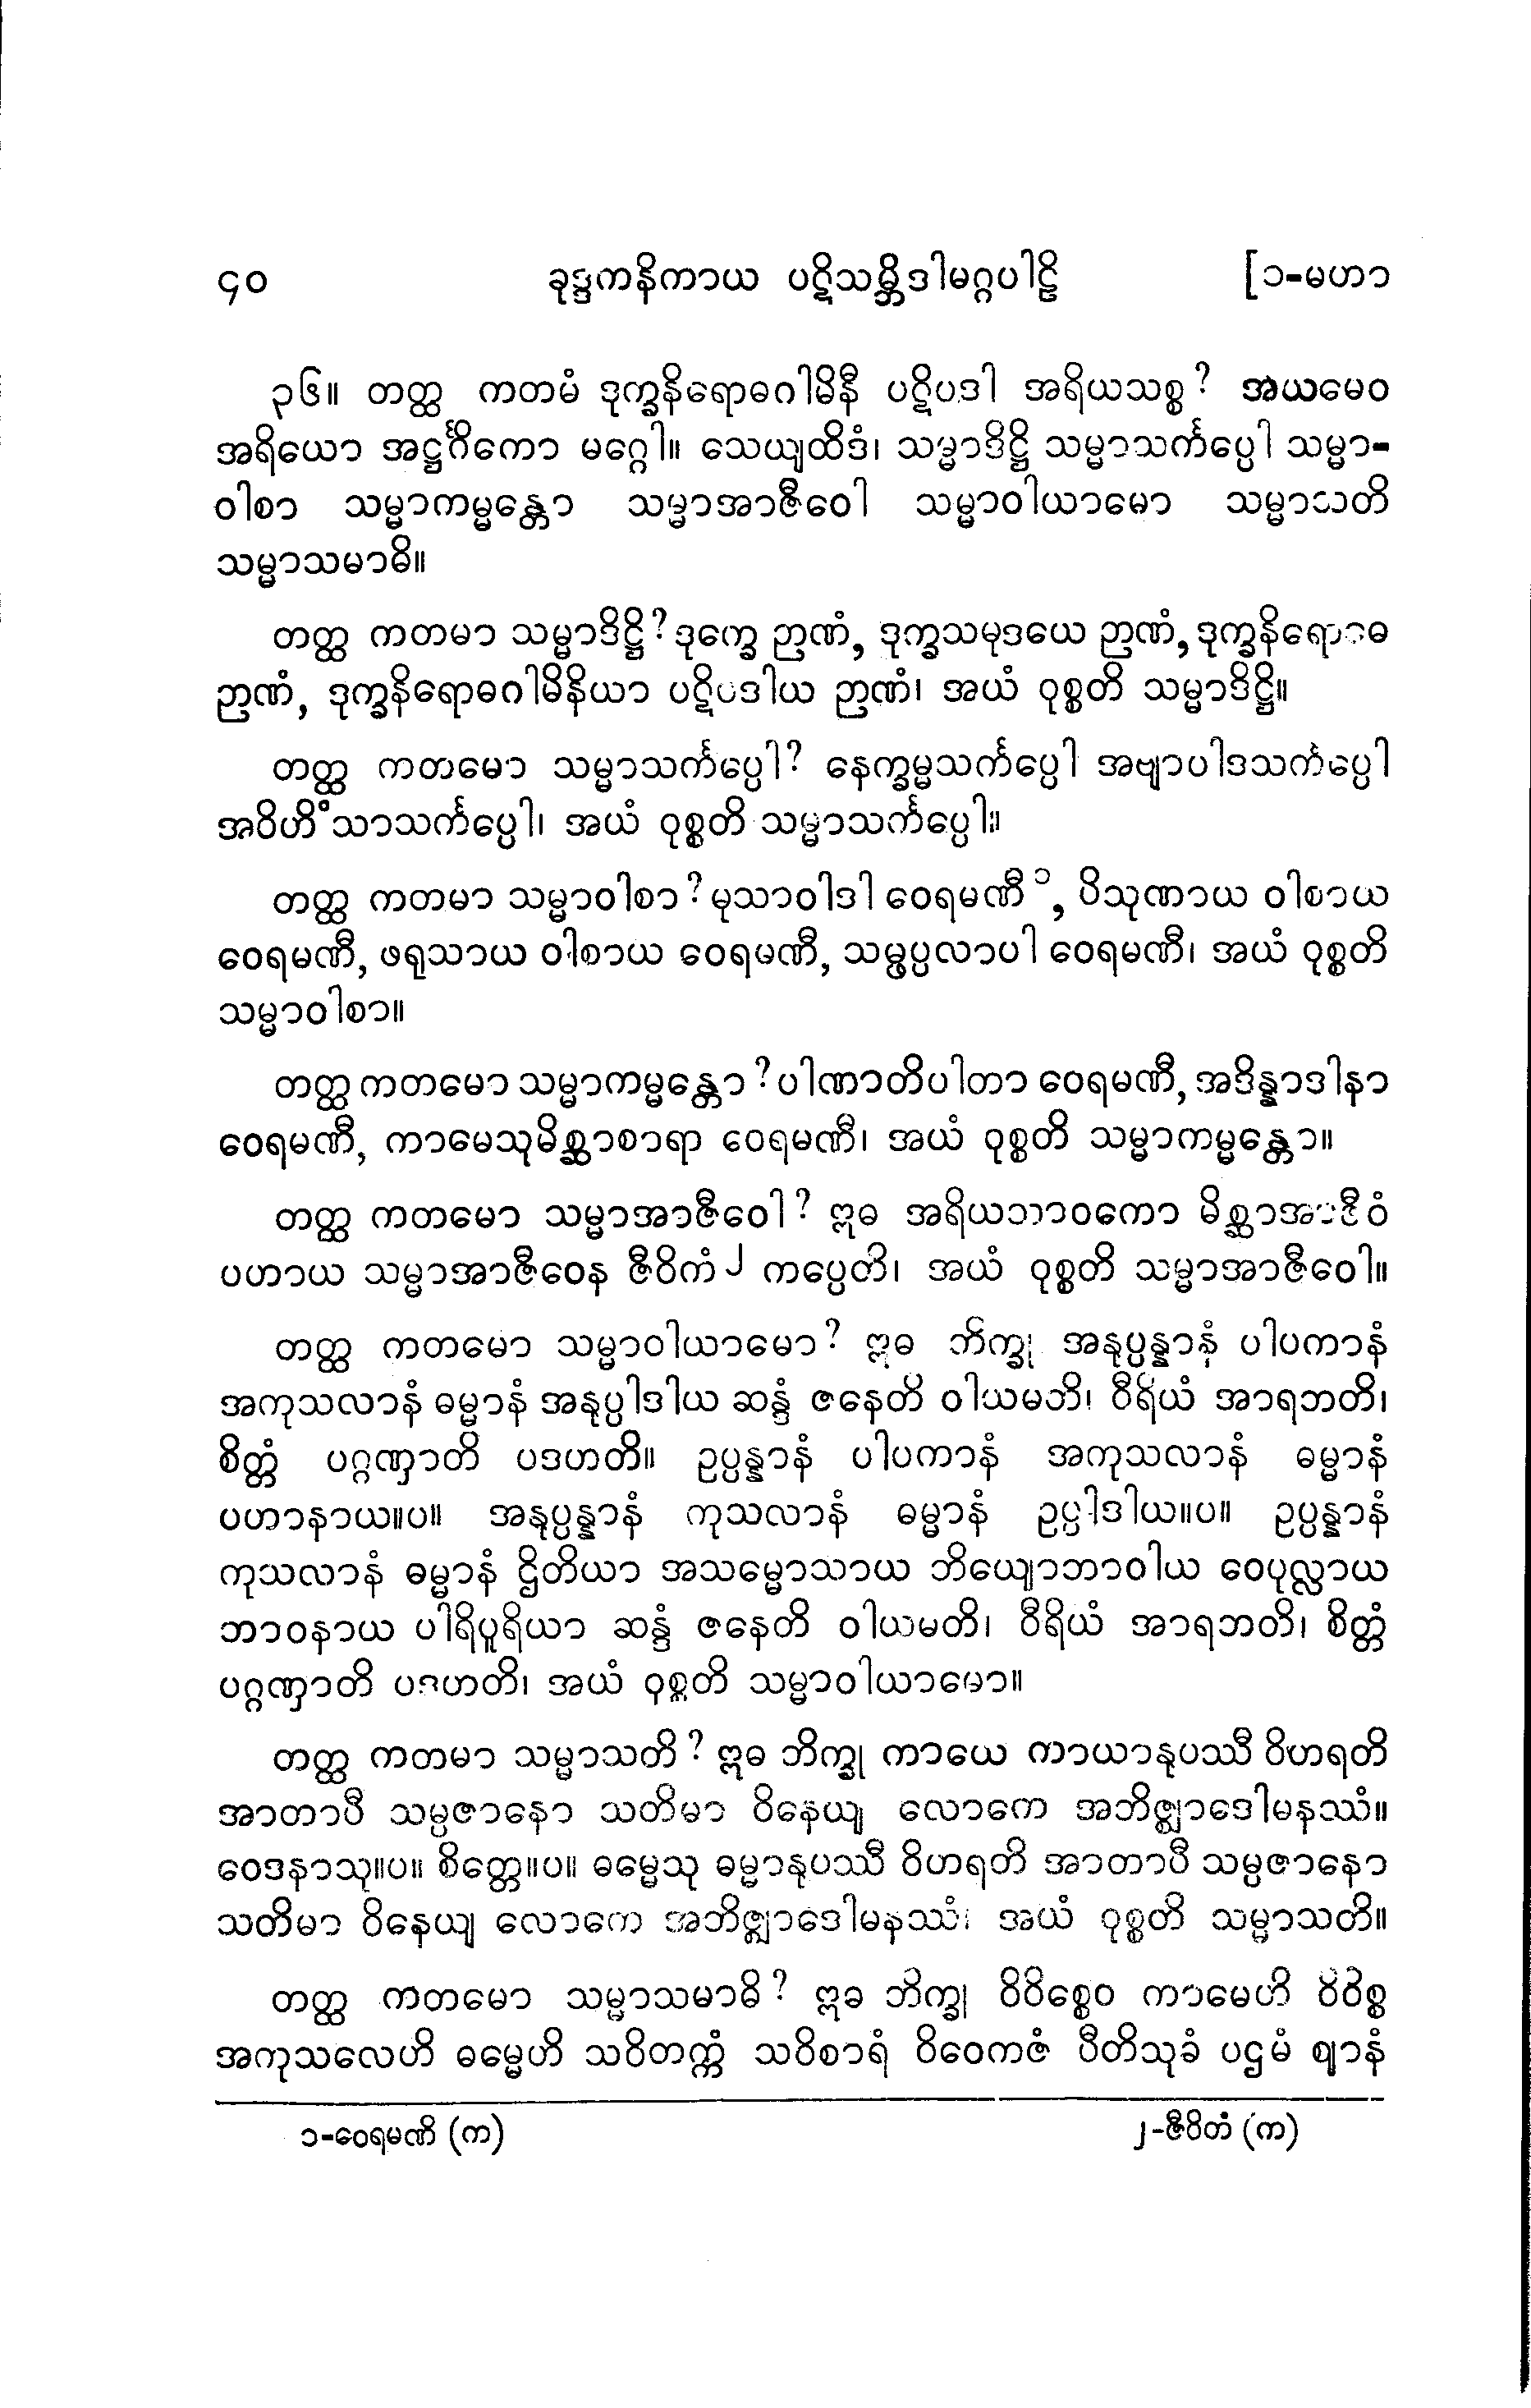 ၄၀ ခုဒ္ဒကနိကာယ ပဋိသမ္ဘိဒါမဂ္ဂပါဠိ [၁-မဟာ
၃၆။ တတ္ထ ကတမံ ဒုက္ခနိရောဓဂါမိနီ ပဋိပဒါ အရိယသစ္စ? အယမေဝ
အရိယော အဋ္ဌင်္ဂိကော မဂ္ဂေါ။ သေယျထိဒံ၊ သမ္မာဒိဋ္ဌိ သမ္မာသင်္ကပ္ပေါ သမ္မာ-
ဝါစာ သမ္မာကမ္မန္တော သမ္မာအာဇီဝေါ သမ္မာဝါယာမော သမ္မာသတိ
သမ္မာသမာဓိ။
တတ္ထ ကတမာ သမ္မာဒိဋ္ဌိ? ဒုက္ခေ ဉာဏံ, ဒုက္ခသမုဒယေ ဉာဏံ, ဒုက္ခနိရောဓေ
ဉာဏံ, ဒုက္ခနိရောဓဂါမိနိယာ ပဋိပဒါယ ဉာဏံ၊ အယံ ဝုစ္စတိ သမ္မာဒိဋ္ဌိ။
တတ္ထ ကတမော သမ္မာသင်္ကပ္ပေါ? နေက္ခမ္မသင်္ကပ္ပေါ အဗျာပါဒသင်္ကပ္ပေါ
အဝိဟိံသာသင်္ကပ္ပေါ၊ အယံ ဝုစ္စတိ သမ္မာသင်္ကပ္ပေါ။
တတ္ထ ကတမာ သမ္မာဝါစာ? မုသာဝါဒါ ဝေရမဏီ ၁, ပိသုဏာယ ဝါစာယ
ဝေရမဏီ, ဖရုသာယ ဝါစာယ ဝေရမဏီ, သမ္ဖပ္ပလာပါ ဝေရမဏီ၊ အယံ ဝုစ္စတိ
သမ္မာဝါစာ။
တတ္ထ ကတမော သမ္မာကမ္မန္တော? ပါဏာတိပါတာ ဝေရမဏီ, အဒိန္နာဒါနာ
ဝေရမဏီ, ကာမေသုမိစ္ဆာစာရာ ဝေရမဏီ၊ အယံ ဝုစ္စတိ သမ္မာကမ္မန္တော။
တတ္ထ ကတမော သမ္မာအာဇီဝေါ? ဣဓ အရိယသာဝကော မိစ္ဆာအာဇီဝံ
ပဟာယ သမ္မာအာဇီဝေန ဇီဝိကံ ၂ ကပ္ပေတိ၊ အယံ ဝုစ္စတိ သမ္မာအာဇီဝေါ။
တတ္ထ ကတမော သမ္မာဝါယာမော? ဣဓ ဘိက္ခု အနုပ္ပန္နာနံ ပါပကာနံ
အကုသလာနံ ဓမ္မာနံ အနုပ္ပါဒါယ ဆန္ဒံ ဇနေတိ ဝါယမတိ၊ ဝီရိယံ အာရဘတိ၊
စိတ္တံ ပဂ္ဂဏှာတိ ပဒဟတိ။ ဥပ္ပန္နာနံ ပါပကာနံ အကုသလာနံ ဓမ္မာနံ
ပဟာနာယ။ပ။ အနုပ္ပန္နာနံ ကုသလာနံ ဓမ္မာနံ ဥပ္ပါဒါယ။ပ။ ဥပ္ပန္နာနံ
ကုသလာနံ ဓမ္မာနံ ဌိတိယာ အသမ္မောသာယ ဘိယျောဘာဝါယ ဝေပုလ္လာယ
ဘာဝနာယ ပါရိပူရိယာ ဆန္ဒံ ဇနေတိ ဝါယမတိ၊ ဝီရိယံ အာရဘတိ၊ စိတ္တံ
ပဂ္ဂဏှာတိ ပဒဟတိ၊ အယံ ဝုစ္စတိ သမ္မာဝါယာမော။
တတ္ထ ကတမာ သမ္မာသတိ? ဣဓ ဘိက္ခု ကာယေ ကာယာနုပဿီ ဝိဟရတိ
အာတာပီ သမ္ပဇာနော သတိမာ ဝိနေယျ လောကေ အဘိဇ္ဈာဒေါမနဿံ။
ဝေဒနာသု။ပ။ စိတ္တေ။ပ။ ဓမ္မေသု ဓမ္မာနုပဿီ ဝိဟရတိ အာတာပီ သမ္ပဇာနော
သတိမာ ဝိနေယျ လောကေ အဘိဇ္ဈာဒေါမနဿံ၊ အယံ ဝုစ္စတိ သမ္မာသတိ။
တတ္ထ ကတမော သမ္မာသမာဓိ? ဣဓ ဘိက္ခု ဝိဝိစ္စေဝ ကာမေဟိ ဝိဝိစ္စ
အကုသလေဟိ ဓမ္မေဟိ သဝိတက္ကံ သဝိစာရံ ဝိဝေကဇံ ပီတိသုခံ ပဌမံ ဈာနံ
၁-ဝေရမဏိ (က) ၂-ဇီဝိတံ (က)